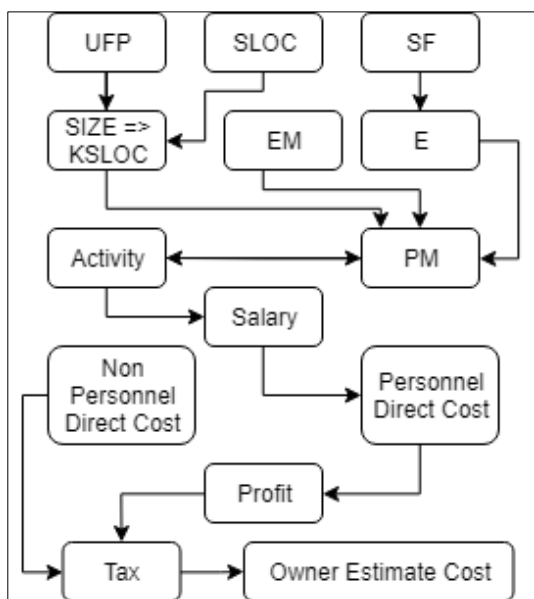 UFP
SLOC
SF
SIZE =>
KSLOC
EM
E
Activity
PM
Salary
Non
Personnel
Direct Cost
Personnel
Direct Cost
Profit
Tax
Owner Estimate Cost